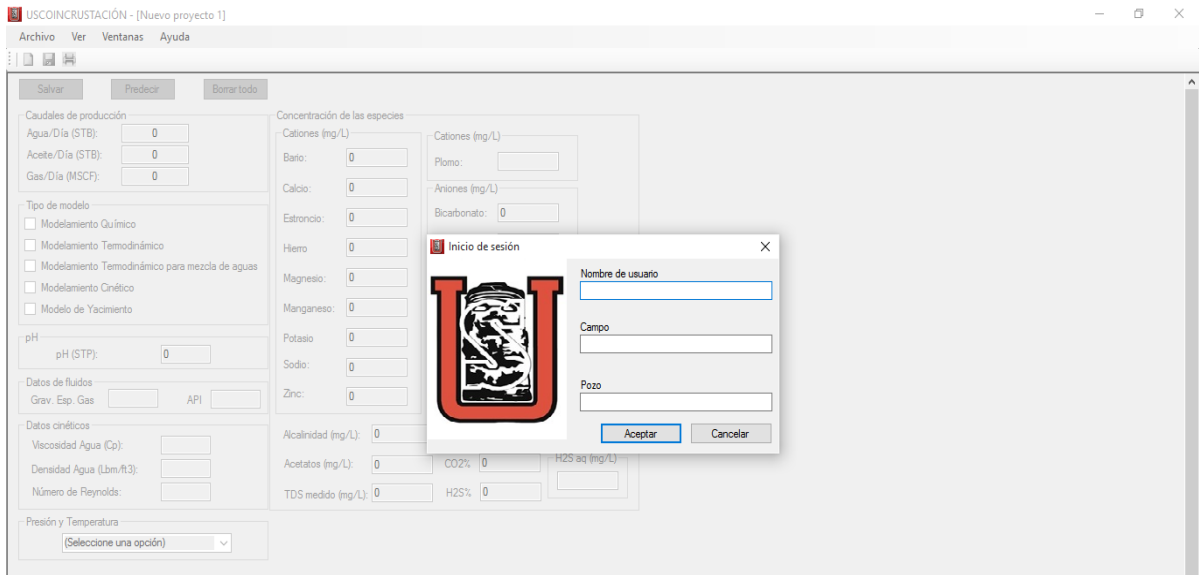 USCOINCRUSTACIÓN - [Nuevo proyecto 1]
Archivo Ver Ventanas Ayuda
Salvar Predecir Borrar todo
Caudales de producción
Agua/Día (STB): 0
Aceite/Día (STB): 0
Gas/Día (MSCF): 0
Tipo de modelo
Modelamiento Químico
Modelamiento Termodinámico
Modelamiento Termodinámico para mezcla de aguas
Modelamiento Cinético
Modelo de Yacimiento
pH
pH (STP): 0
Datos de fluidos
Grav. Esp. Gas API
Datos cinéticos
Viscosidad Agua (Cp):
Densidad Agua (Lbm/ft3):
Número de Reynolds:
Presión y Temperatura
(Seleccione una opción)
Concentración de las especies
Cationes (mg/L)
Bario: 0
Calcio: 0
Estroncio: 0
Hierro 0
Magnesio: 0
Manganeso: 0
Potasio 0
Sodio: 0
Zinc: 0
Cationes (mg/L)
Plomo:
Aniones (mg/L)
Bicarbonato: 0
Alcalinidad (mg/L): 0
Acetatos (mg/L): 0 CO2% 0
TDS medido (mg/L): 0 H2S% 0
H2S aq (mg/L)
Inicio de sesión
Nombre de usuario
Campo
Pozo
Aceptar Cancelar